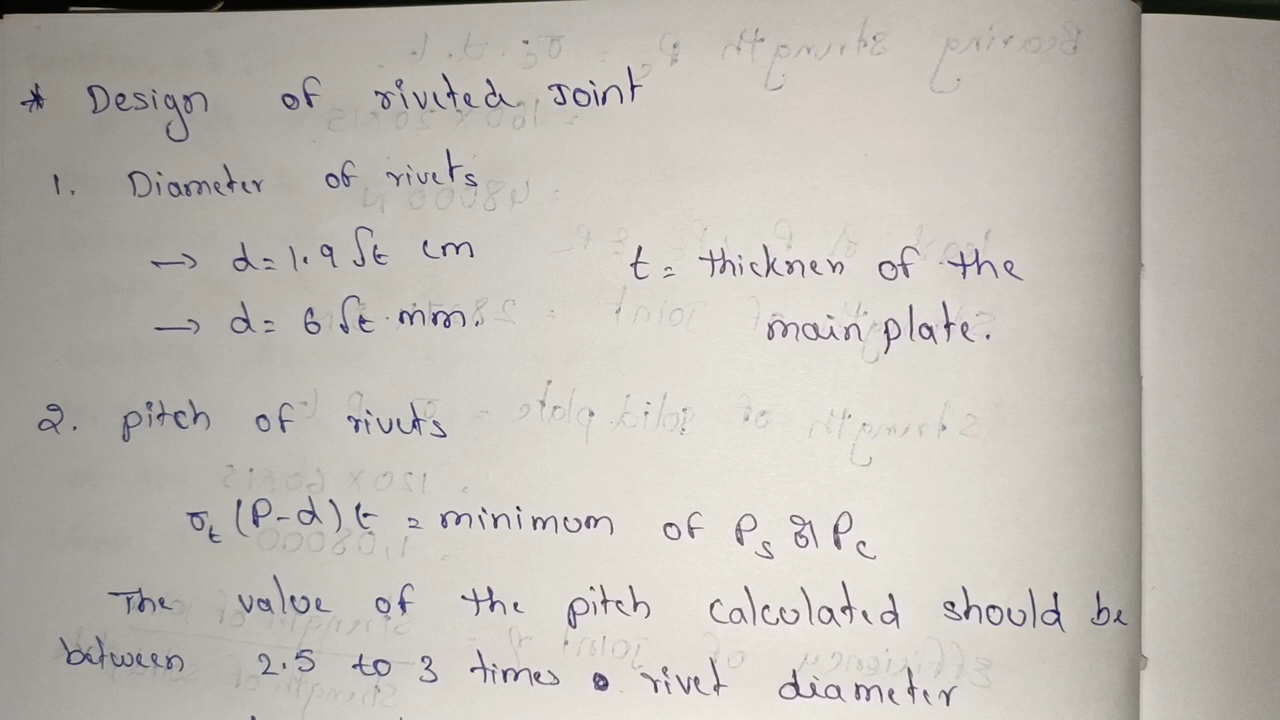 * Design of riveted Joint
1. Diameter of rivets
→ d = 1.9 √t cm
t = thickness of the
→ d = 6 √t mm.
main plate.
2. pitch of rivets
σt (P-d) t = minimum of Ps or Pc
The value of the pitch calculated should be
between 2.5 to 3 times rivet diameter